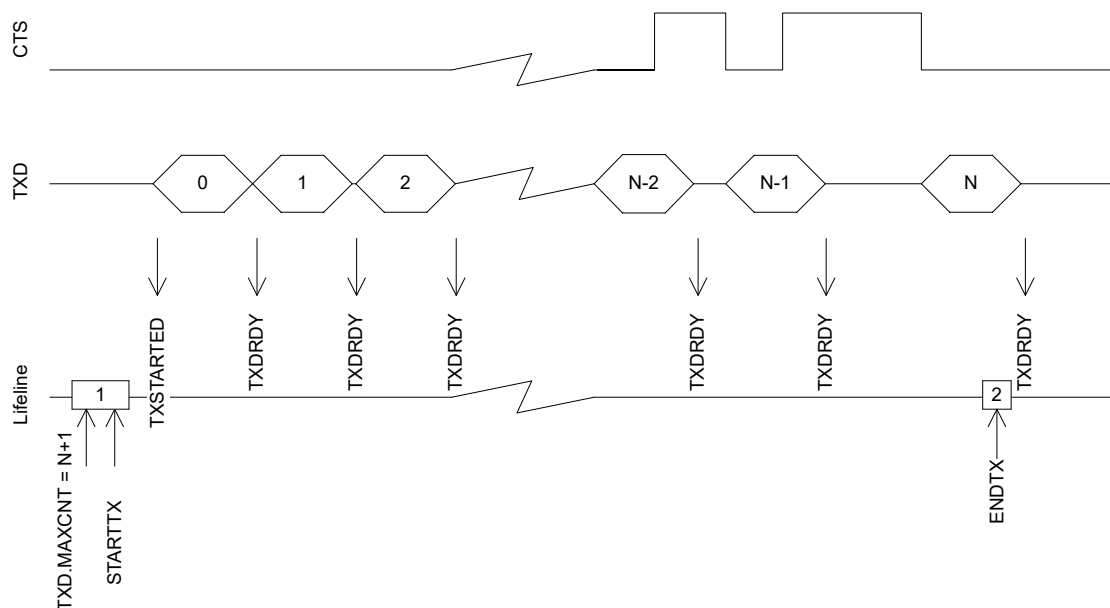 CTS
TXD
0
1
2
N-2
N-1
N
TXSTARTED
TXDRDY
TXDRDY
TXDRDY
TXDRDY
TXDRDY
TXDRDY
Lifeline
1
2
TXD.MAXCNT = N+1
STARTTX
ENDTX